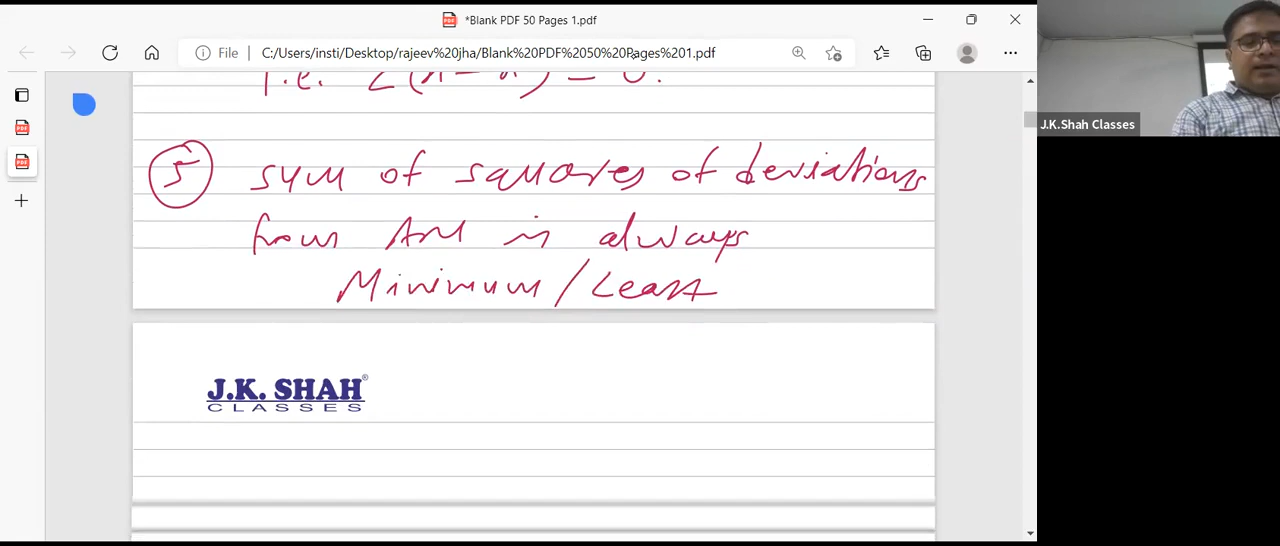 *Blank PDF 50 Pages 1.pdf
File C:/Users/insti/Desktop/rajeev%20jha/Blank%20PDF%2050%20Pages%201.pdf
J.K.Shah Classes
i.e. Σ(x - x̄) = 0.
5 sum of squares of deviations
from AM is always
Minimum/Least
J.K. SHAH®
CLASSES